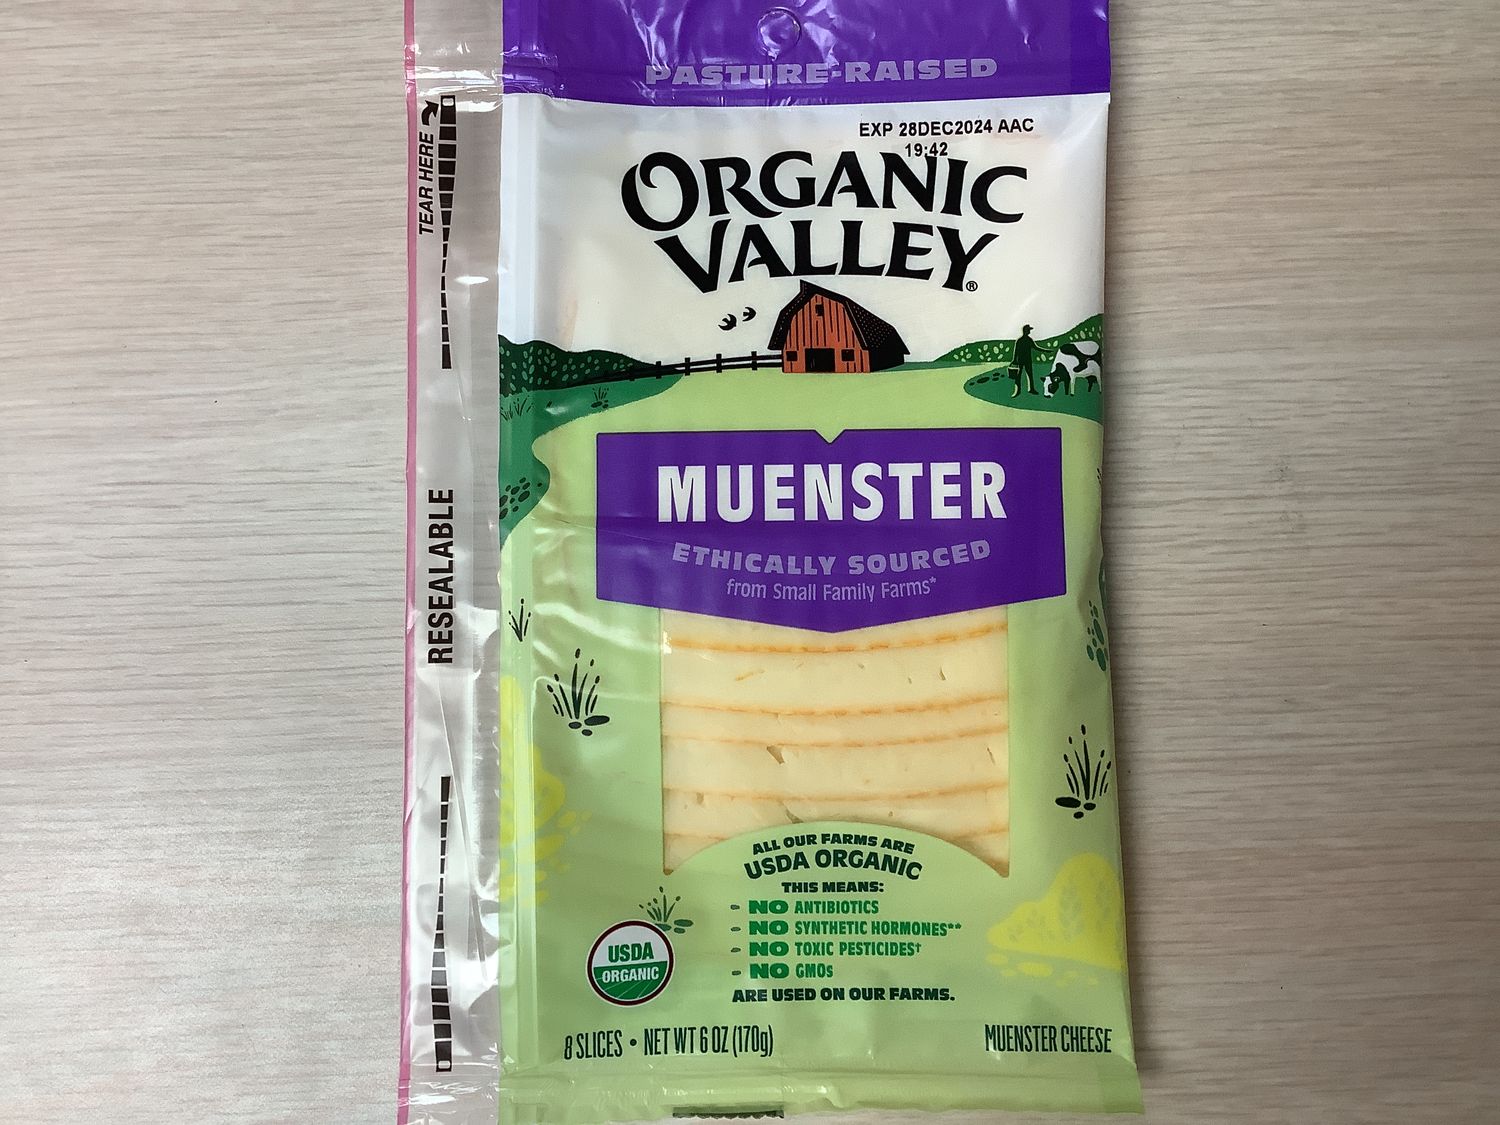 PASTURE-RAISED
EXP 28DEC2024 AAC
19:42
ORGANIC
VALLEY®
TEAR HERE
RESEALABLE
MUENSTER
ETHICALLY SOURCED
from Small Family Farms*
ALL OUR FARMS ARE
USDA ORGANIC
THIS MEANS:
- NO ANTIBIOTICS
- NO SYNTHETIC HORMONES**
- NO TOXIC PESTICIDES†
- NO GMOs
ARE USED ON OUR FARMS.
USDA
ORGANIC
8 SLICES • NET WT 6 OZ (170g)
MUENSTER CHEESE